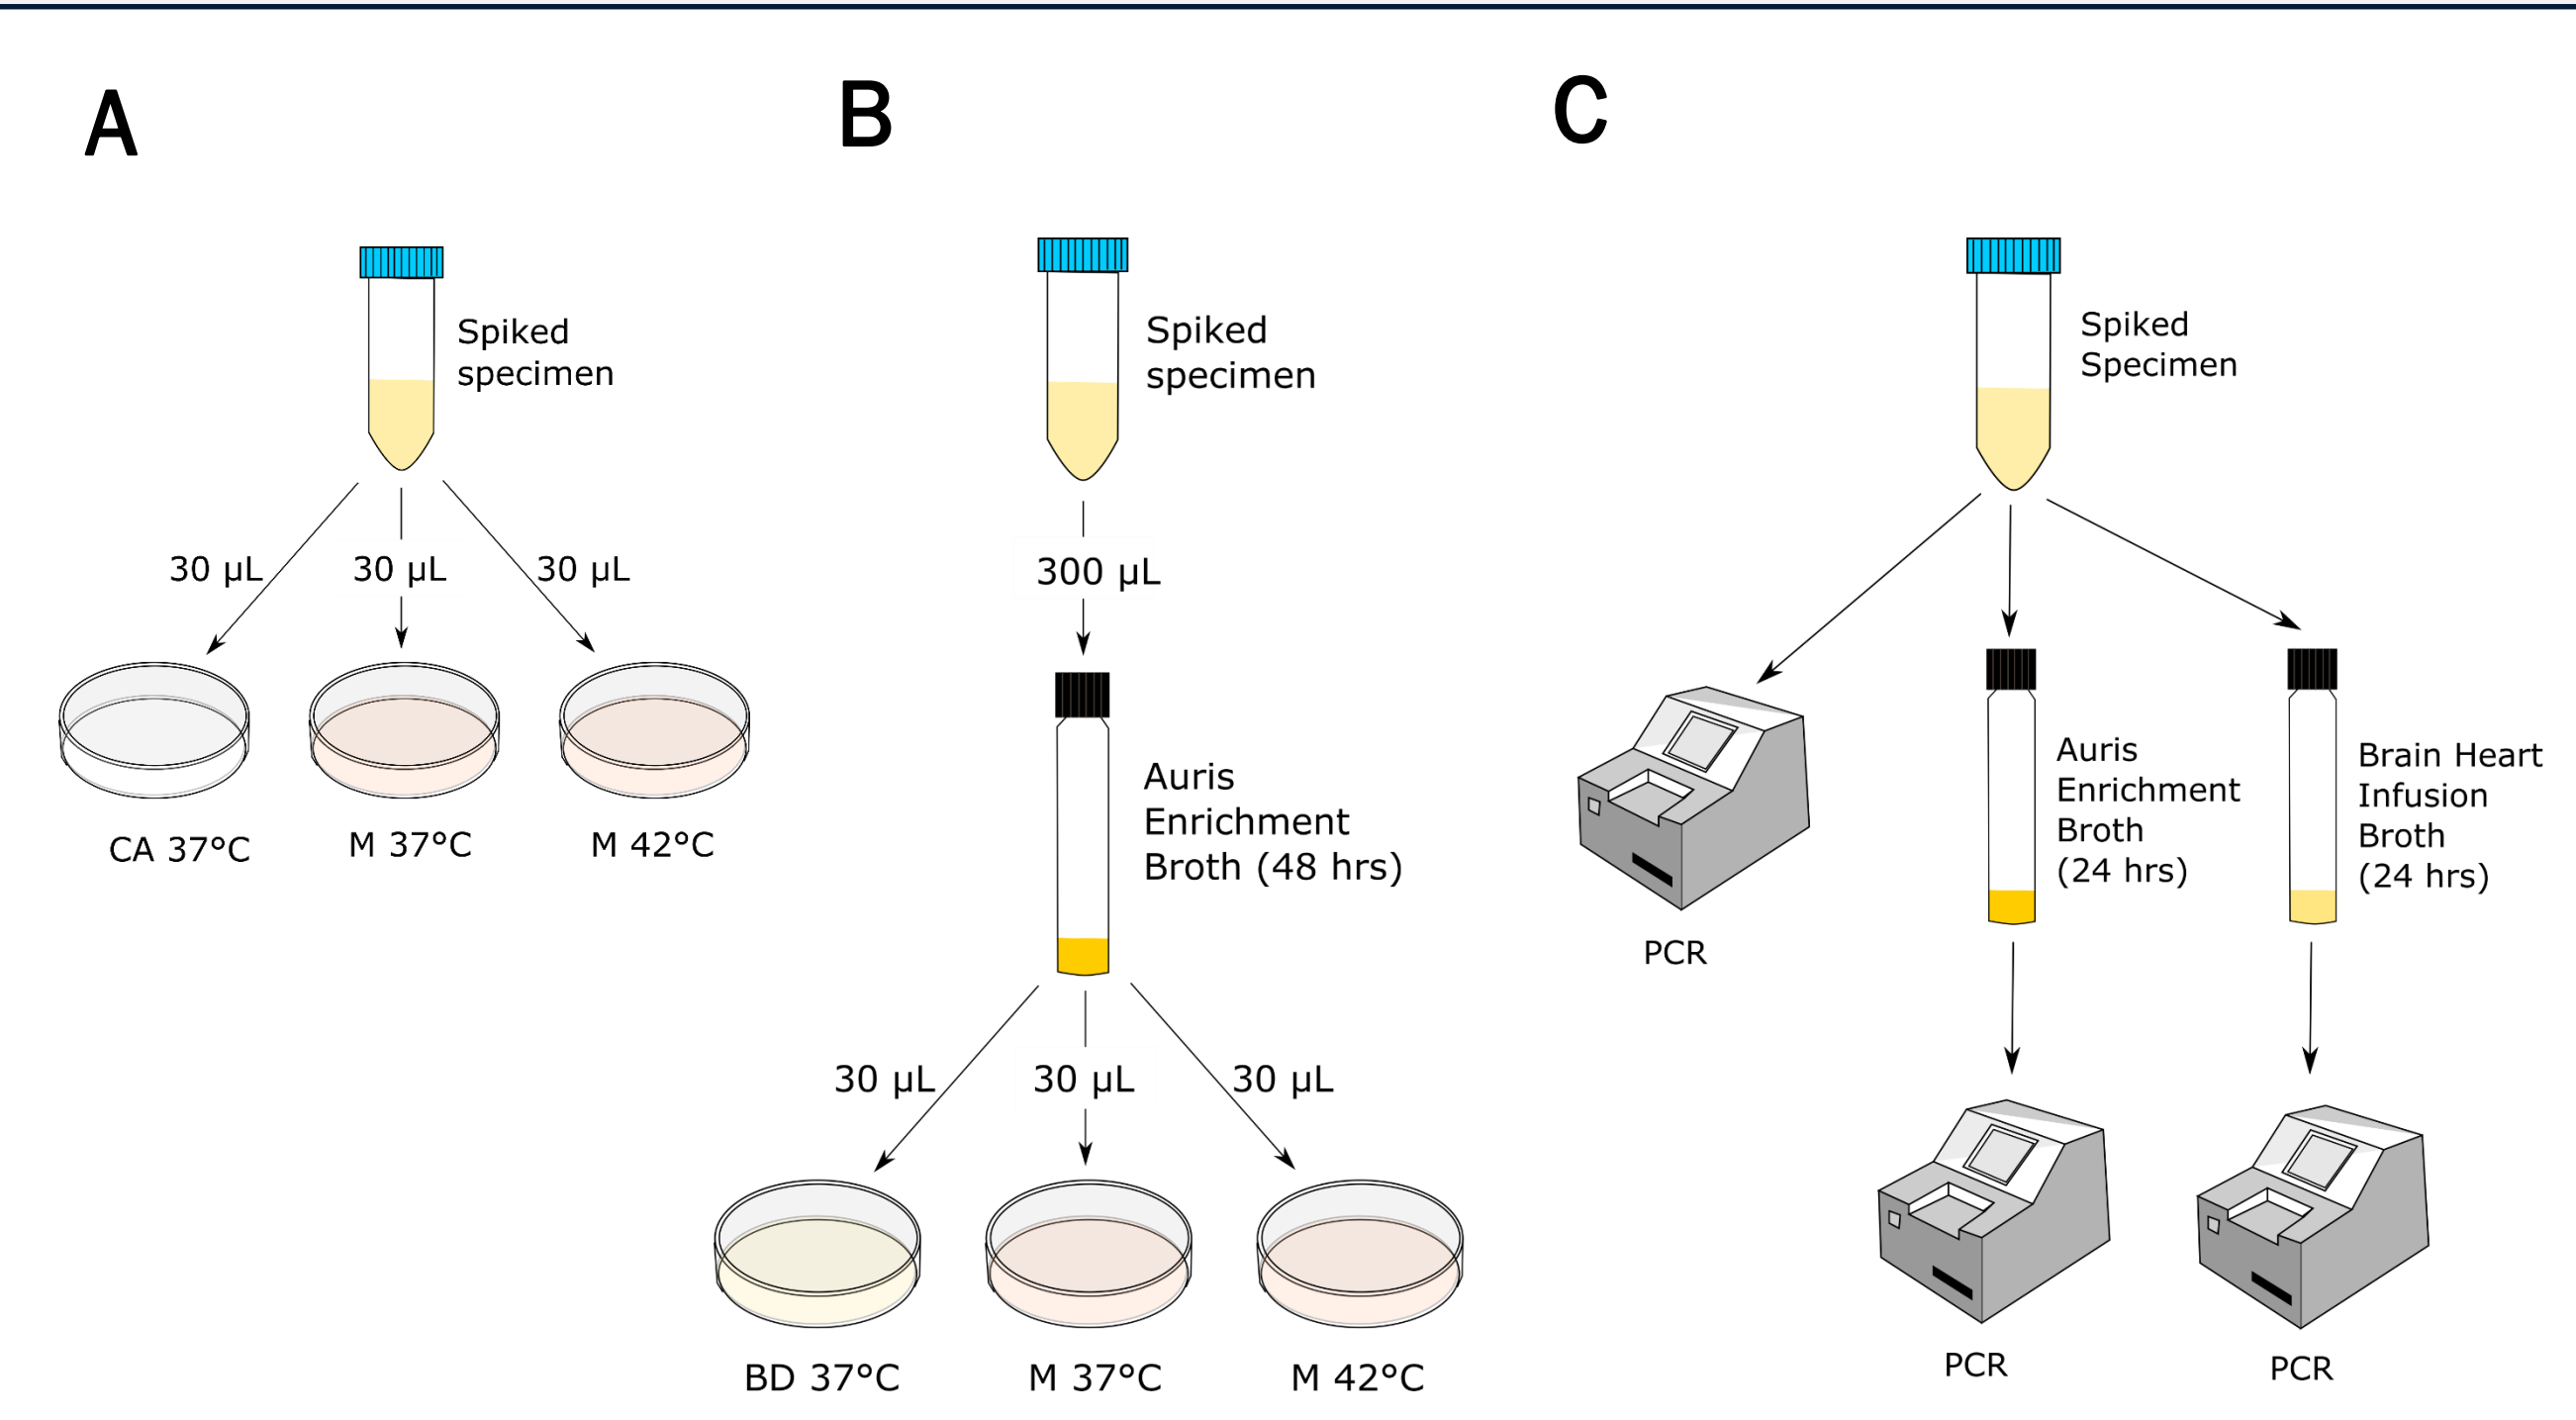 A
Spiked
specimen
30 µL
30 µL
30 µL
CA 37°C
M 37°C
M 42°C
B
Spiked
specimen
300 µL
Auris
Enrichment
Broth (48 hrs)
30 µL
30 µL
30 µL
BD 37°C
M 37°C
M 42°C
C
Spiked
Specimen
PCR
Auris
Enrichment
Broth
(24 hrs)
Brain Heart
Infusion
Broth
(24 hrs)
PCR
PCR